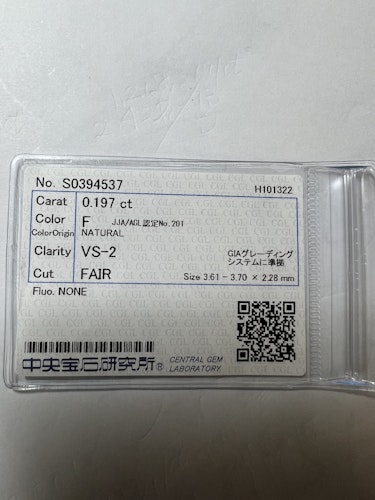 No. S0394537
H101322
Carat 0.197 ct
Color F JJA/AGL認定No.201
ColorOrigin NATURAL
Clarity VS-2
GIAグレーディング
システムに準拠
Cut FAIR Size 3.61 - 3.70 × 2.28 mm
Fluo. NONE
中央宝石研究所®
CENTRAL GEM
LABORATORY